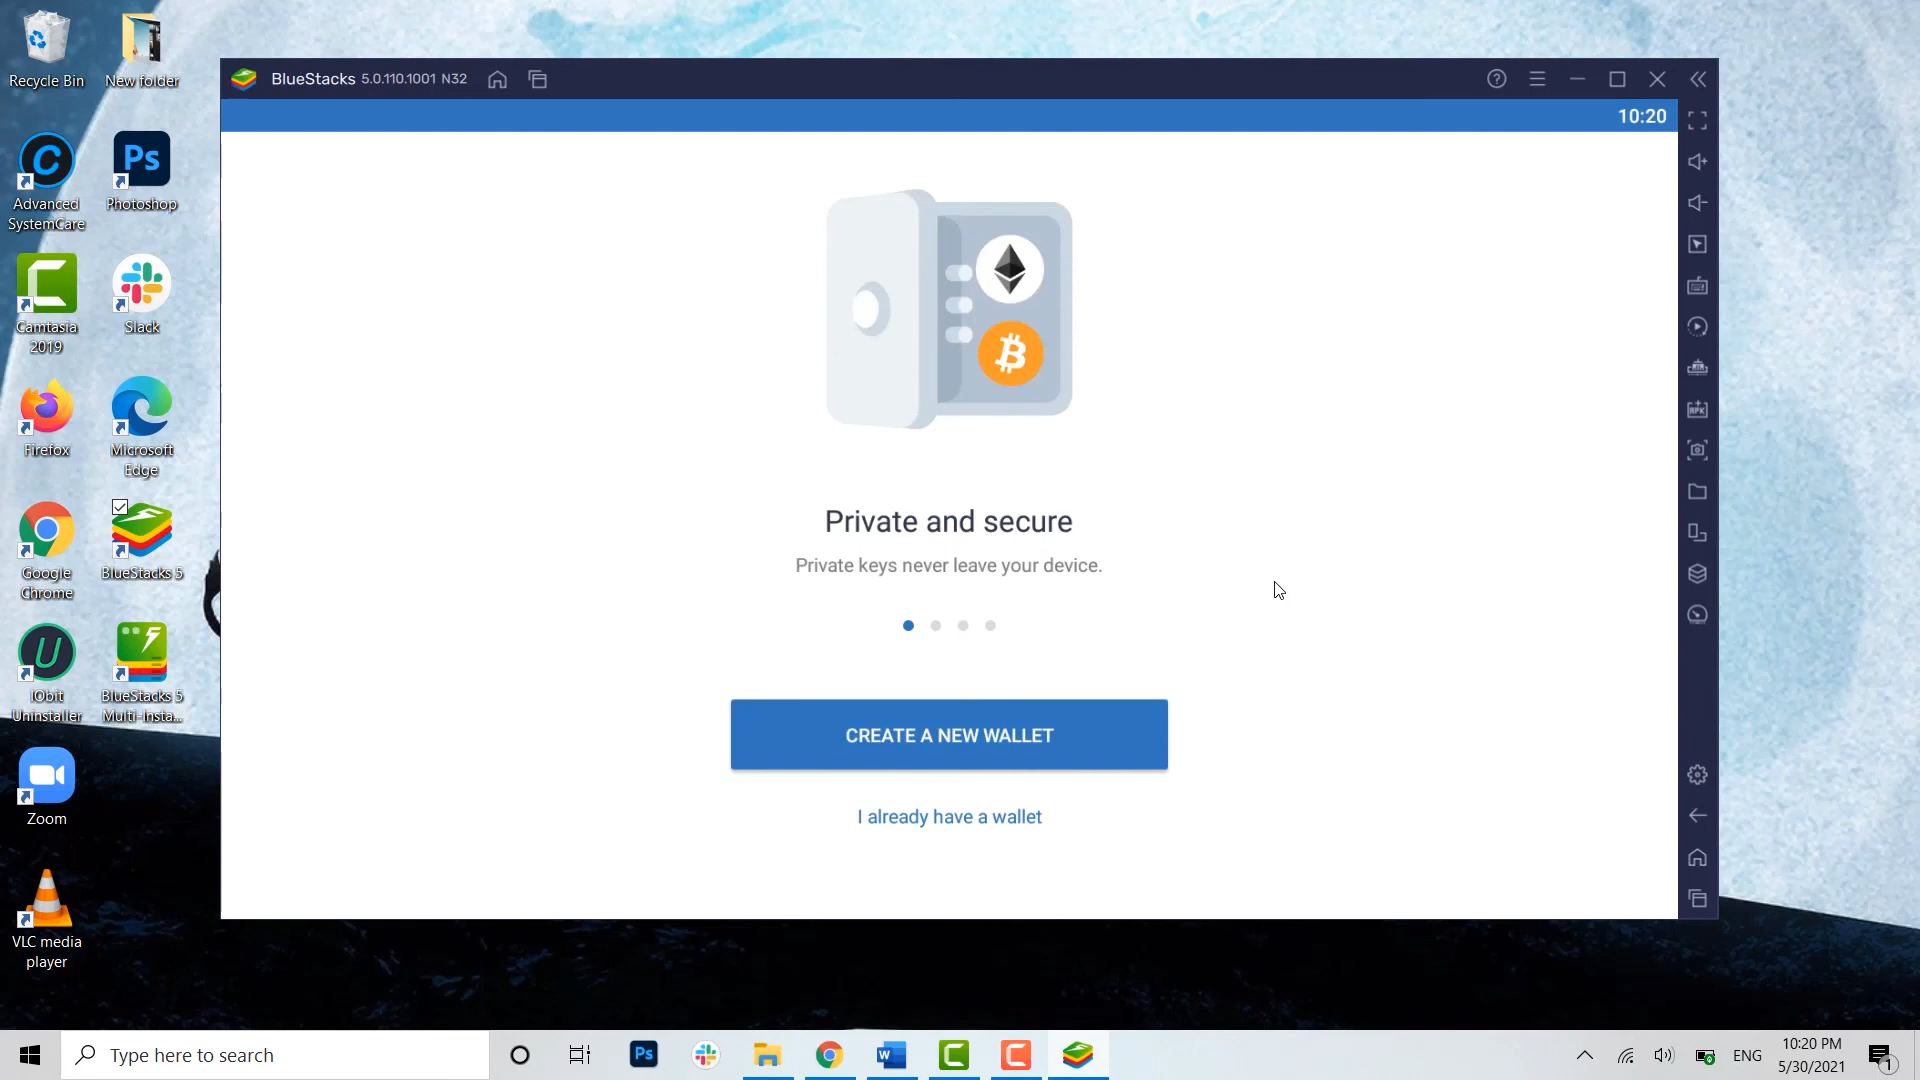 Recycle Bin
New folder
Advanced
SystemCare
Ps
Photoshop
Camtasia
2019
Slack
Firefox
Microsoft
Edge
Google
Chrome
BlueStacks 5
IObit
Uninstaller
BlueStacks 5
Multi-Insta...
Zoom
VLC media
player
BlueStacks 5.0.110.1001 N32
10:20
Private and secure
Private keys never leave your device.
CREATE A NEW WALLET
I already have a wallet
Type here to search
Ps
W
ENG
10:20 PM
5/30/2021
1